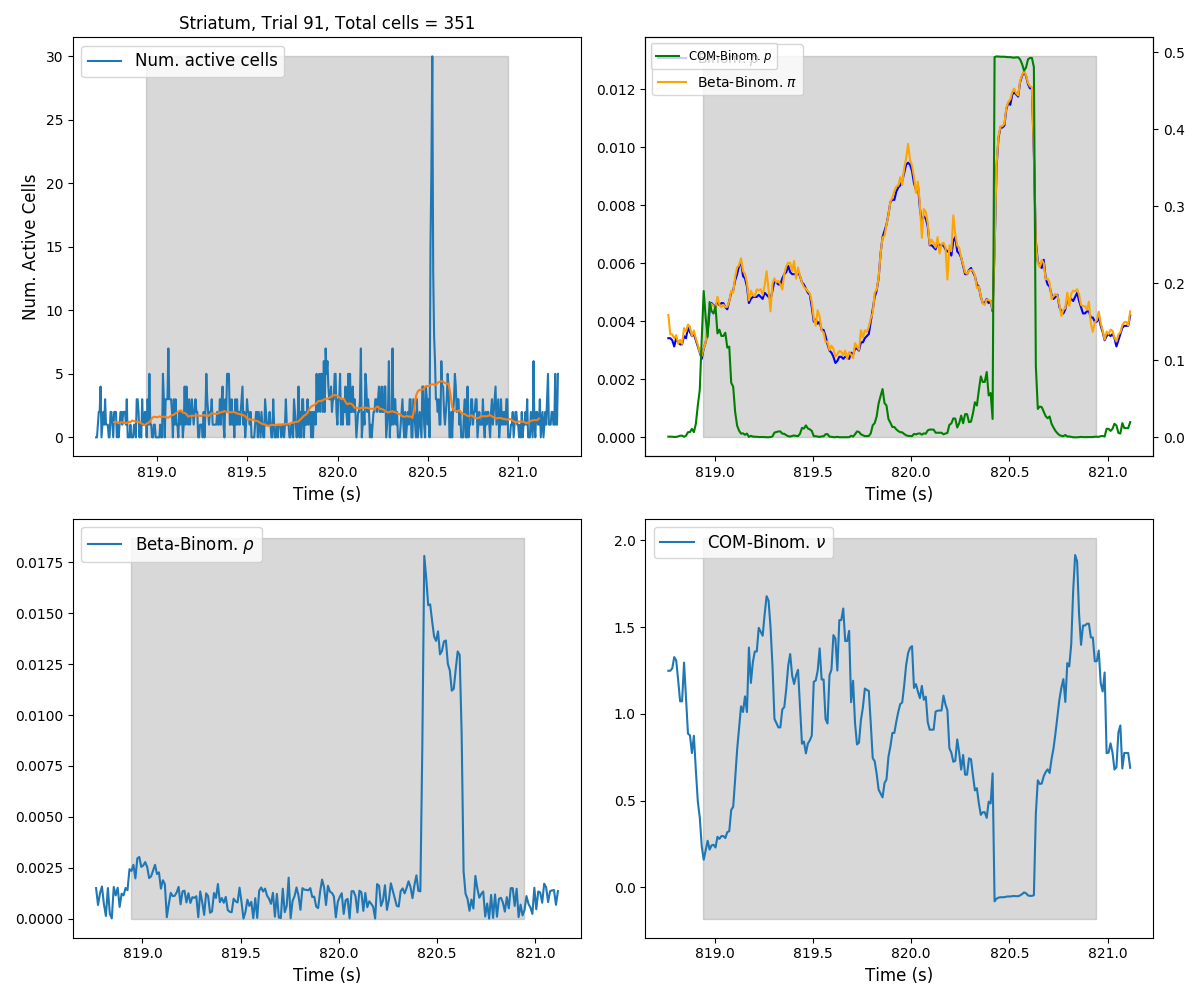 Striatum, Trial 91, Total cells = 351
Num. active cells
Num. Active Cells
30
25
20
15
10
5
0
819.0 819.5 820.0 820.5 821.0
Time (s)
COM-Binom. p
Beta-Binom. π
0.012
0.010
0.008
0.006
0.004
0.002
0.000
0.5
0.4
0.3
0.2
0.1
0.0
819.0 819.5 820.0 820.5 821.0
Time (s)
Beta-Binom. ρ
0.0175
0.0150
0.0125
0.0100
0.0075
0.0050
0.0025
0.0000
819.0 819.5 820.0 820.5 821.0
Time (s)
COM-Binom. ν
2.0
1.5
1.0
0.5
0.0
819.0 819.5 820.0 820.5 821.0
Time (s)